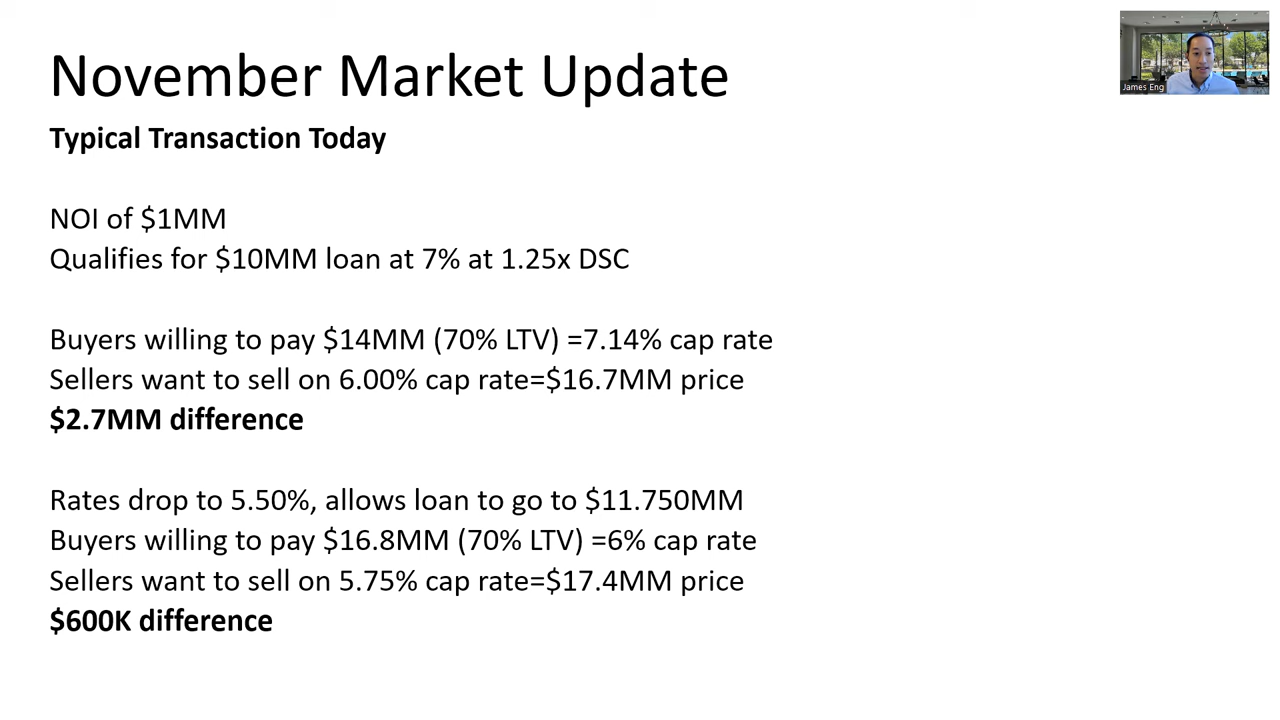 November Market Update
James Eng
Typical Transaction Today
NOI of $1MM
Qualifies for $10MM loan at 7% at 1.25x DSC
Buyers willing to pay $14MM (70% LTV) =7.14% cap rate
Sellers want to sell on 6.00% cap rate=$16.7MM price
$2.7MM difference
Rates drop to 5.50%, allows loan to go to $11.750MM
Buyers willing to pay $16.8MM (70% LTV) =6% cap rate
Sellers want to sell on 5.75% cap rate=$17.4MM price
$600K difference